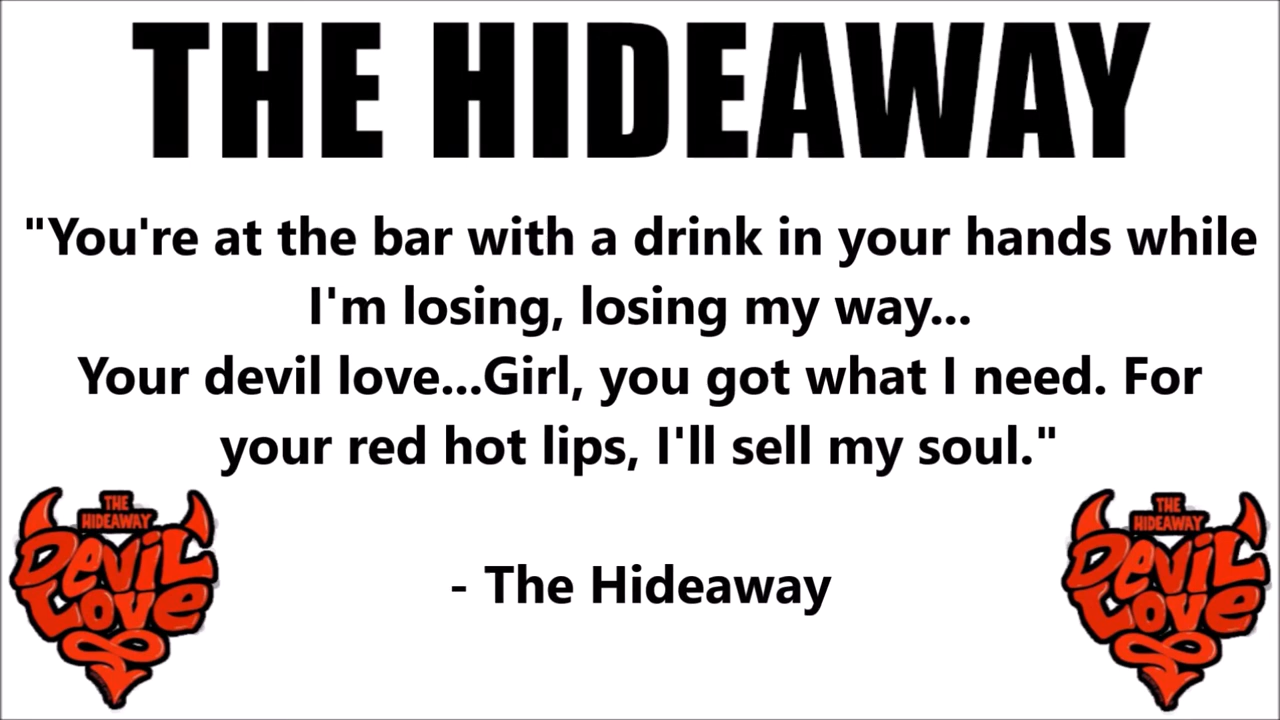 THE HIDEAWAY
"You're at the bar with a drink in your hands while
I'm losing, losing my way...
Your devil love...Girl, you got what I need. For
your red hot lips, I'll sell my soul."
- The Hideaway
THE
HIDEAWAY
DEVIL
LOVE
THE
HIDEAWAY
DEVIL
LOVE